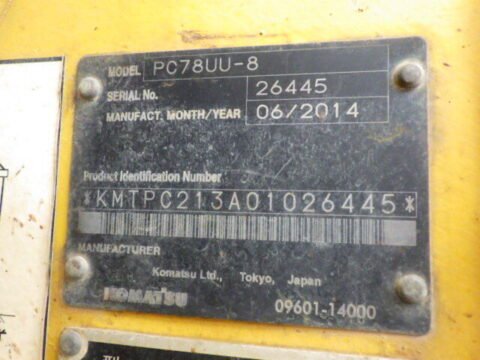 MODEL PC78UU-8
SERIAL No. 26445
MANUFACT. MONTH/YEAR 06/2014
Product Identification Number
*KMTPC213A01026445*
MANUFACTURER
Komatsu Ltd., Tokyo, Japan
KOMATSU 09601-14000